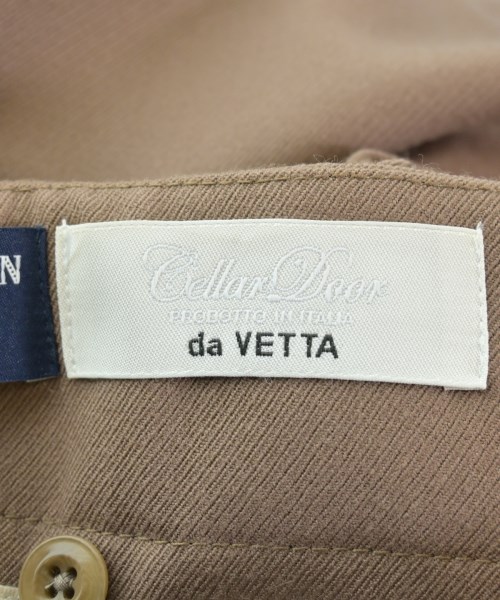 N
Cellar Door
PRODOTTO IN ITALIA
da VETTA